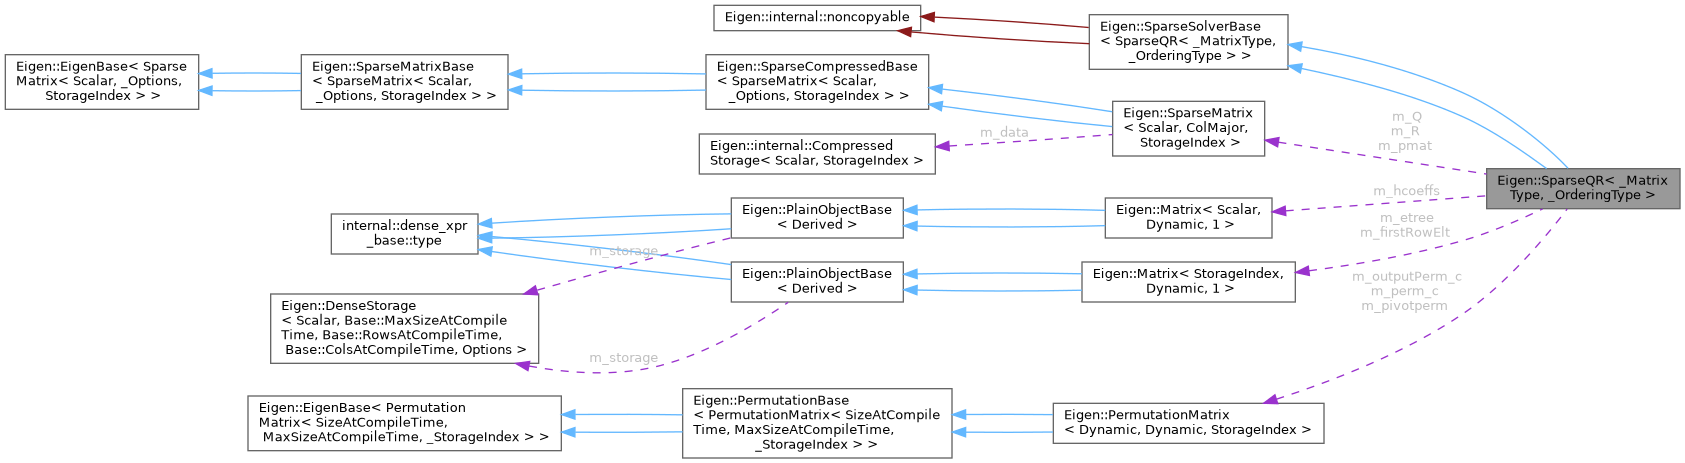 Eigen::internal::noncopyable
Eigen::SparseSolverBase
< SparseQR< _MatrixType,
_OrderingType > >
Eigen::EigenBase< Sparse
Matrix< Scalar, _Options,
StorageIndex > >
Eigen::SparseMatrixBase
< SparseMatrix< Scalar,
_Options, StorageIndex > >
Eigen::SparseCompressedBase
< SparseMatrix< Scalar,
_Options, StorageIndex > >
Eigen::SparseMatrix
< Scalar, ColMajor,
StorageIndex >
m_Q
m_R
m_pmat
m_data
Eigen::internal::Compressed
Storage< Scalar, StorageIndex >
Eigen::SparseQR< _Matrix
Type, _OrderingType >
m_hcoeffs
internal::dense_xpr
_base::type
Eigen::PlainObjectBase
< Derived >
Eigen::Matrix< Scalar,
Dynamic, 1 >
m_etree
m_firstRowElt
m_storage
Eigen::PlainObjectBase
< Derived >
Eigen::Matrix< StorageIndex,
Dynamic, 1 >
m_outputPerm_c
m_perm_c
m_pivotperm
Eigen::DenseStorage
< Scalar, Base::MaxSizeAtCompile
Time, Base::RowsAtCompileTime,
Base::ColsAtCompileTime, Options >
m_storage
Eigen::EigenBase< Permutation
Matrix< SizeAtCompileTime,
MaxSizeAtCompileTime, _StorageIndex > >
Eigen::PermutationBase
< PermutationMatrix< SizeAtCompile
Time, MaxSizeAtCompileTime,
_StorageIndex > >
Eigen::PermutationMatrix
< Dynamic, Dynamic, StorageIndex >